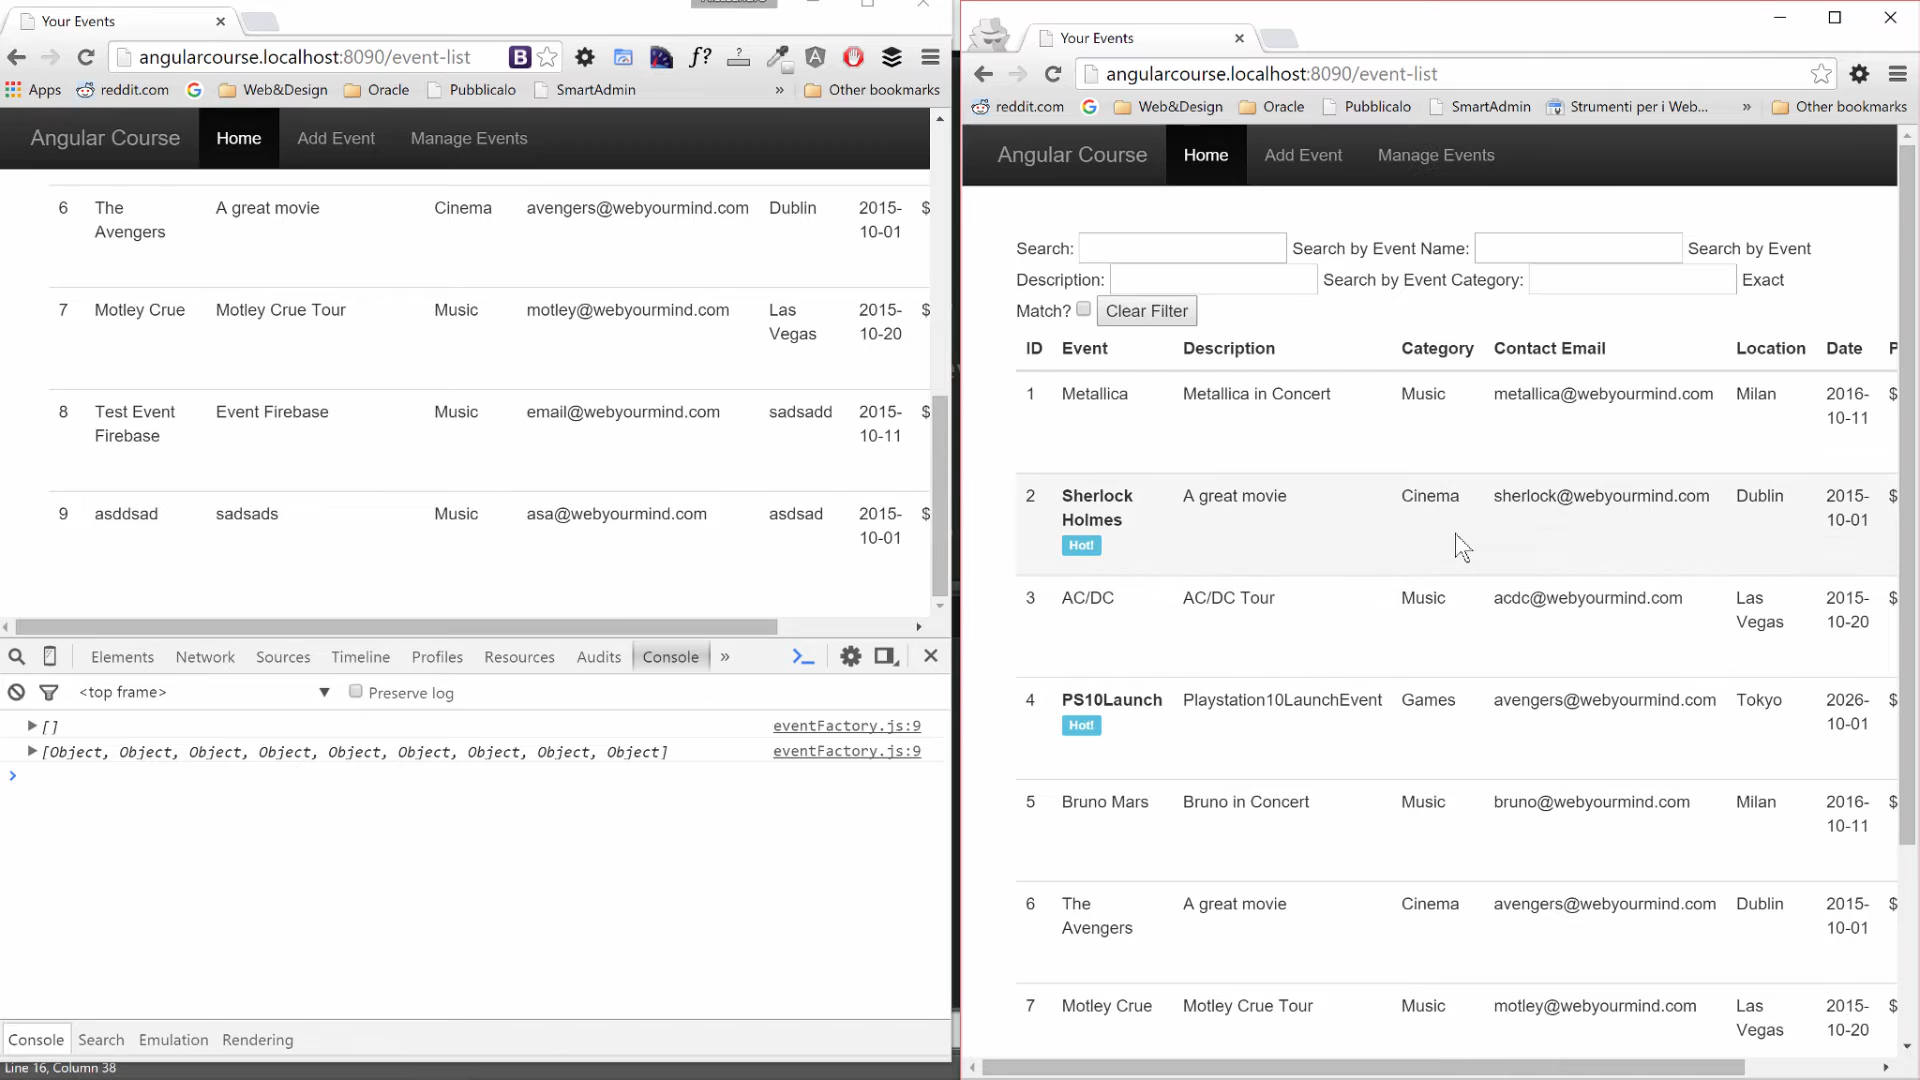 Your Events
angularcourse.localhost:8090/event-list
Apps reddit.com Web&Design Oracle Pubblicalo SmartAdmin » Other bookmarks
Angular Course Home Add Event Manage Events
6 The Avengers A great movie Cinema avengers@webyourmind.com Dublin 2015-10-01 $
7 Motley Crue Motley Crue Tour Music motley@webyourmind.com Las Vegas 2015-10-20 $
8 Test Event Firebase Event Firebase Music email@webyourmind.com sadsadd 2015-10-11 $
9 asddsad sadsads Music asa@webyourmind.com asdsad 2015-10-01 $
Elements Network Sources Timeline Profiles Resources Audits Console »
<top frame> Preserve log
[] eventFactory.js:9
[Object, Object, Object, Object, Object, Object, Object, Object, Object] eventFactory.js:9
Console Search Emulation Rendering
Line 16, Column 38
Your Events
angularcourse.localhost:8090/event-list
reddit.com Web&Design Oracle Pubblicalo SmartAdmin Strumenti per i Web... » Other bookmarks
Angular Course Home Add Event Manage Events
Search: Search by Event Name: Search by Event
Description: Search by Event Category: Exact
Match? Clear Filter
ID Event Description Category Contact Email Location Date P
1 Metallica Metallica in Concert Music metallica@webyourmind.com Milan 2016-10-11 $
2 Sherlock Holmes Hot! A great movie Cinema sherlock@webyourmind.com Dublin 2015-10-01 $
3 AC/DC AC/DC Tour Music acdc@webyourmind.com Las Vegas 2015-10-20 $
4 PS10Launch Hot! Playstation10LaunchEvent Games avengers@webyourmind.com Tokyo 2026-10-01 $
5 Bruno Mars Bruno in Concert Music bruno@webyourmind.com Milan 2016-10-11 $
6 The Avengers A great movie Cinema avengers@webyourmind.com Dublin 2015-10-01 $
7 Motley Crue Motley Crue Tour Music motley@webyourmind.com Las Vegas 2015-10-20 $